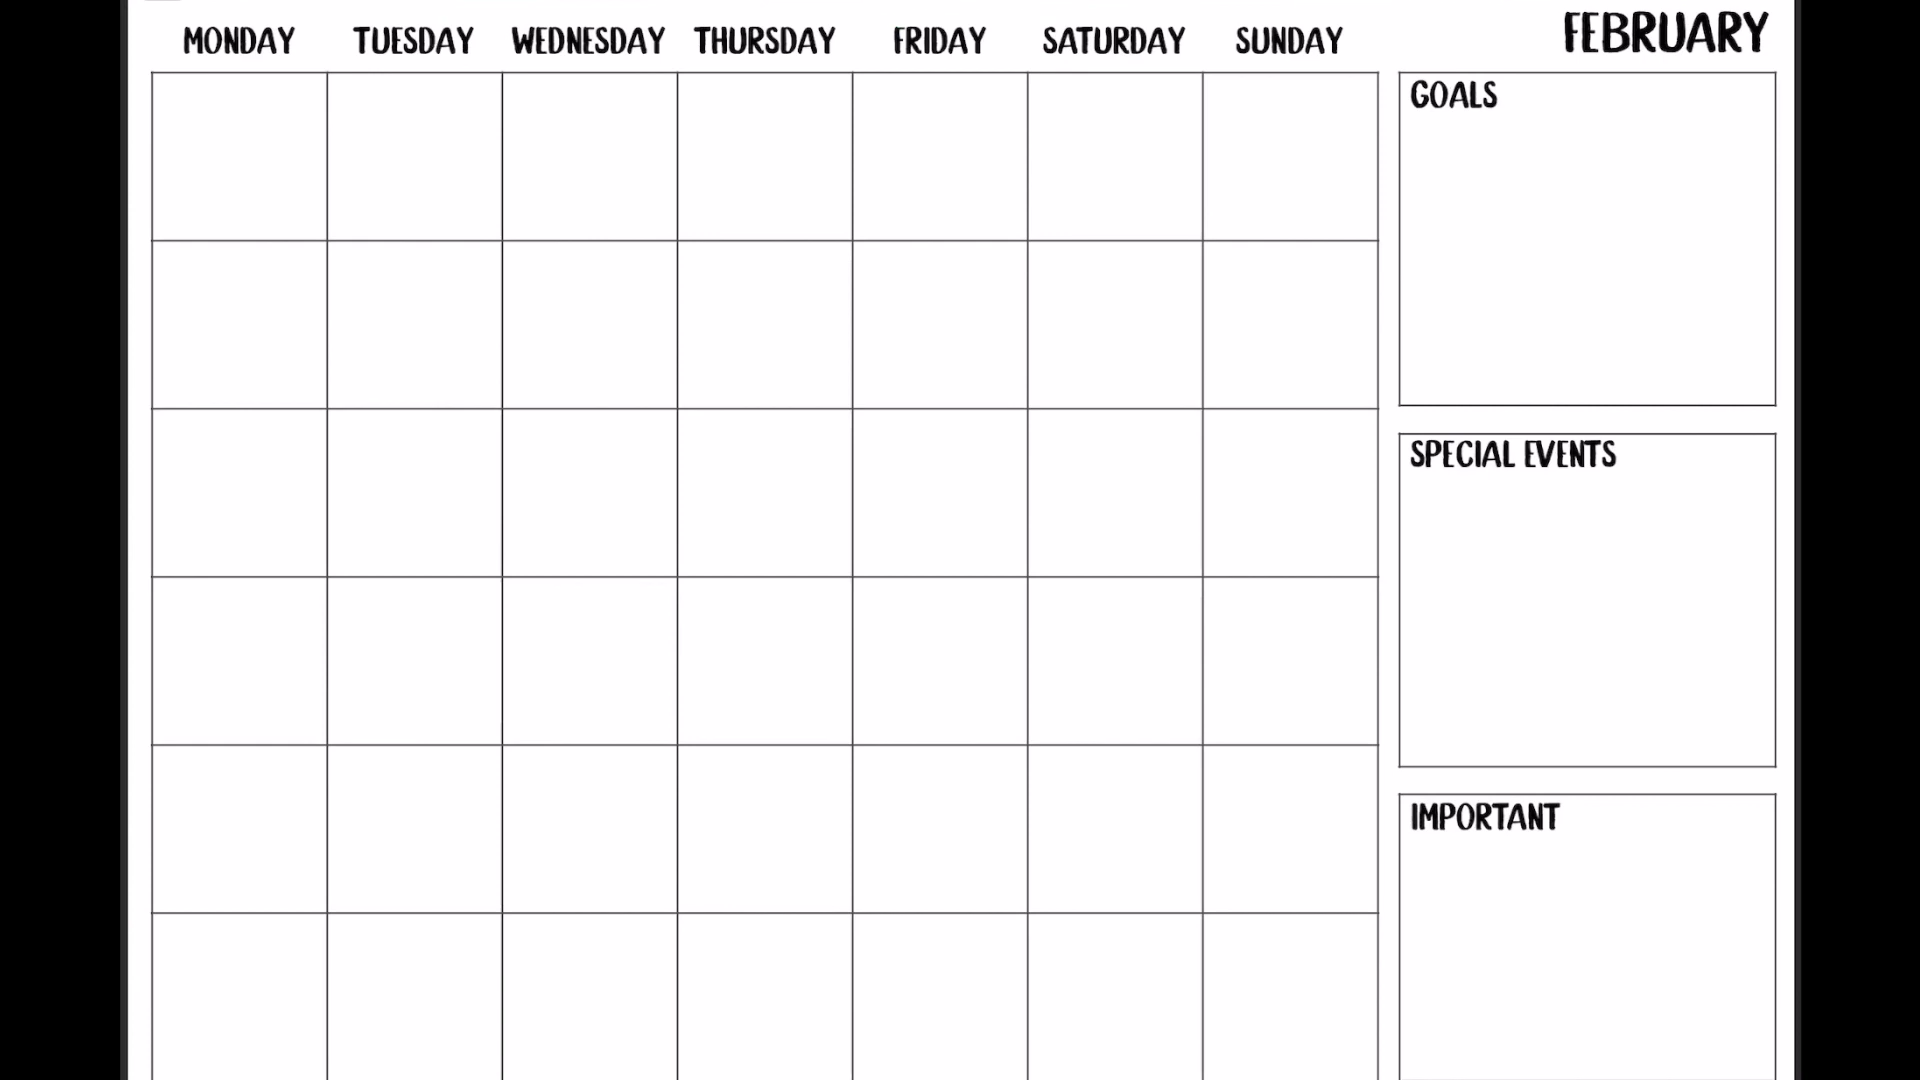 MONDAY TUESDAY WEDNESDAY THURSDAY FRIDAY SATURDAY SUNDAY
FEBRUARY
GOALS
SPECIAL EVENTS
IMPORTANT